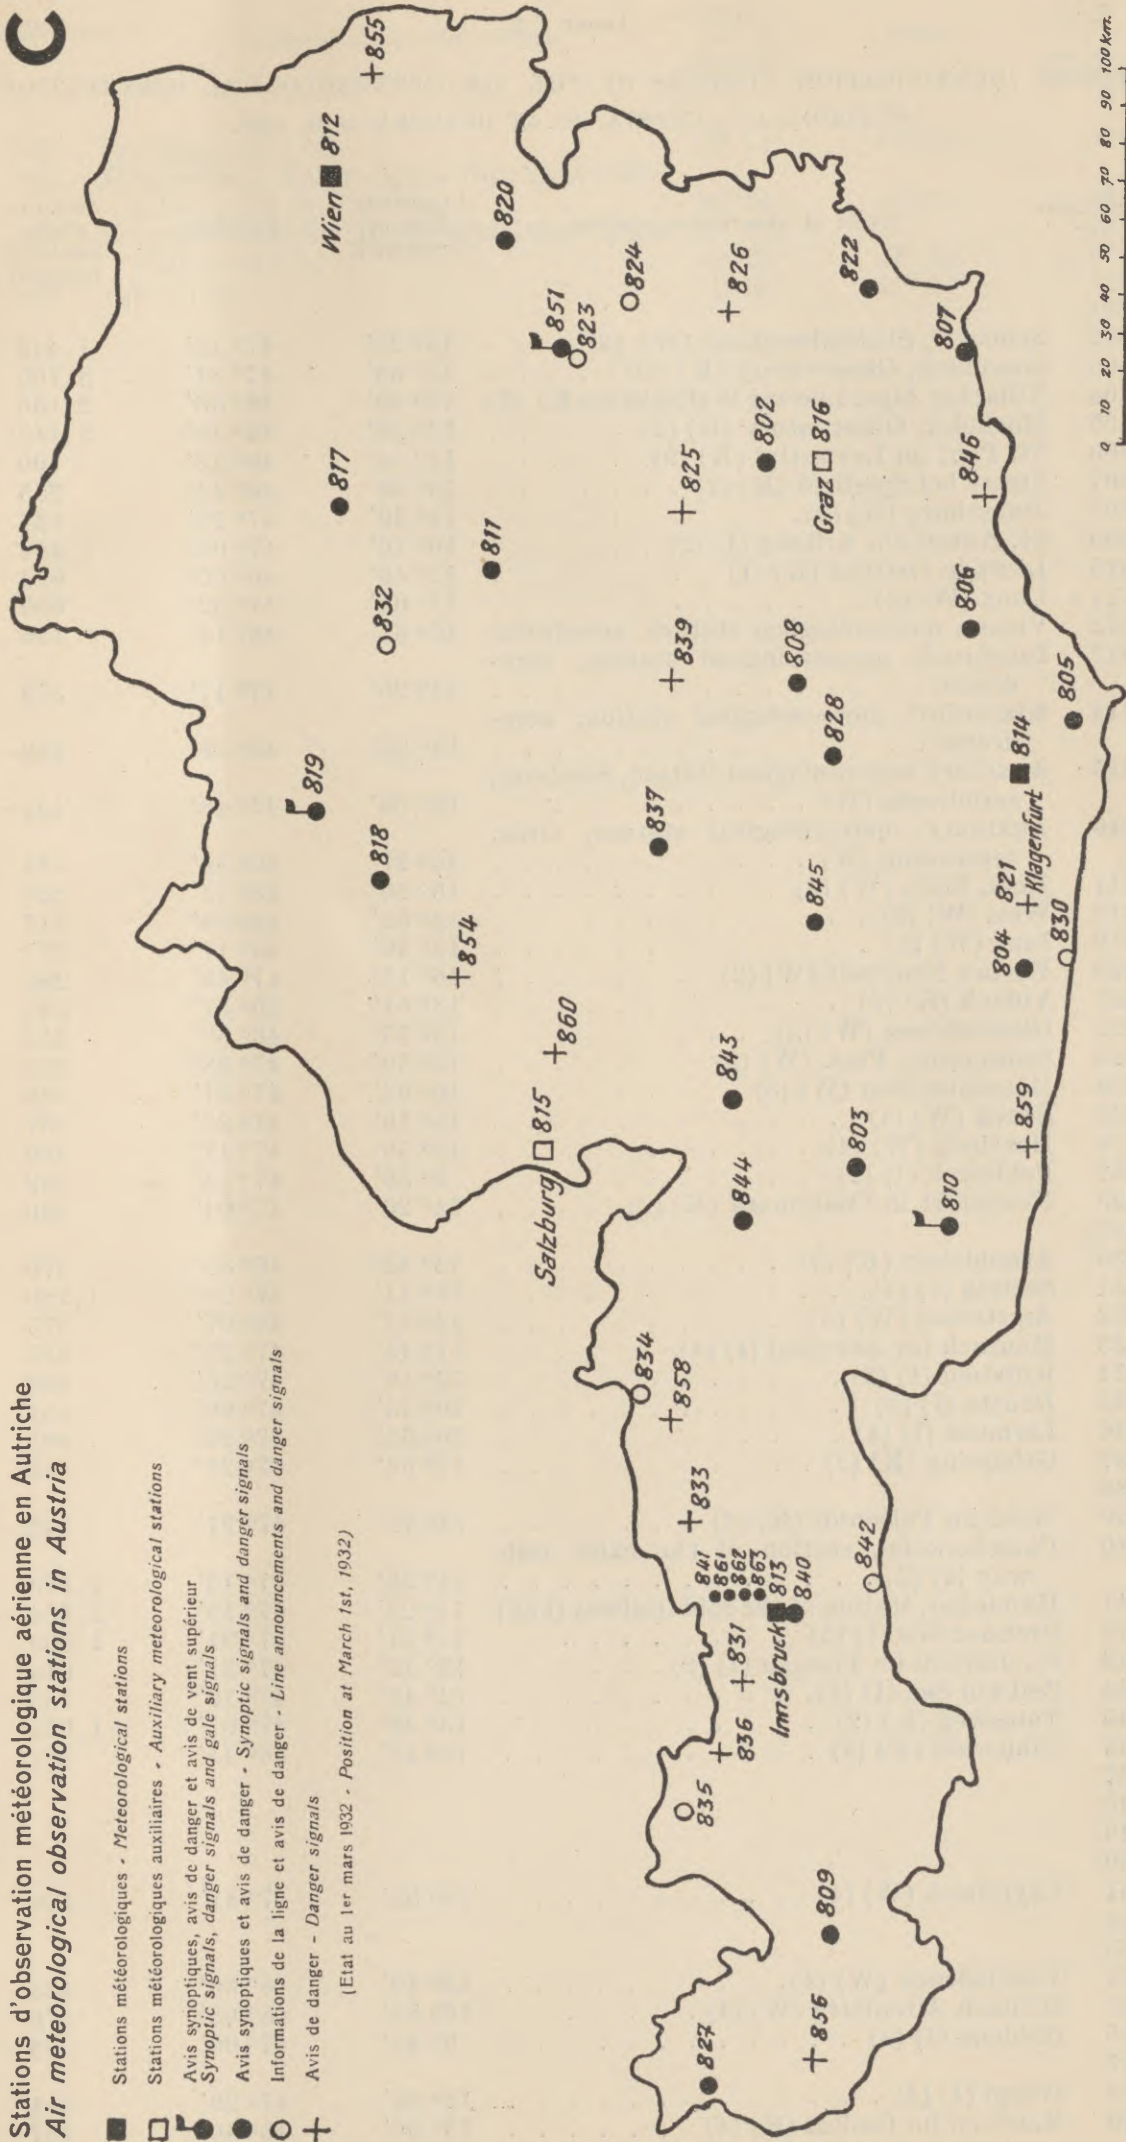 C
Stations d'observation météorologique aérienne en Autriche
Air meteorological observation stations in Austria
Stations météorologiques - Meteorological stations
Stations météorologiques auxiliaires - Auxiliary meteorological stations
Avis synoptiques, avis de danger et avis de vent supérieur
Synoptic signals, danger signals and gale signals
Avis synoptiques et avis de danger - Synoptic signals and danger signals
Informations de la ligne et avis de danger - Line announcements and danger signals
Avis de danger - Danger signals
(Etat au 1er mars 1932 - Position at March 1st, 1932)
855
Wien 812
820
851
823
824
826
822
807
817
811
832
802
825
Graz 816
846
839
808
806
828
805
819
818
837
845
814
Klagenfurt
821
804
830
854
860
843
859
Salzburg 815
844
803
810
834
858
833
841
861
862
863
813
Innsbruck
840
842
831
836
835
809
856
827
0 10 20 30 40 50 60 70 80 90 100 km.